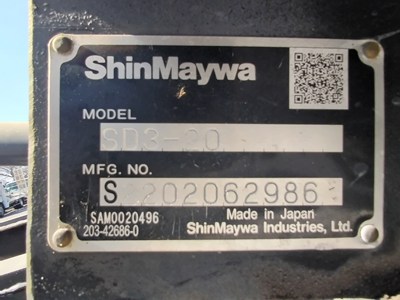 ShinMaywa
MODEL
SD3-20
MFG. NO.
S 202062986
SAM0020496
Made in Japan
203-42686-0
ShinMaywa Industries, Ltd.